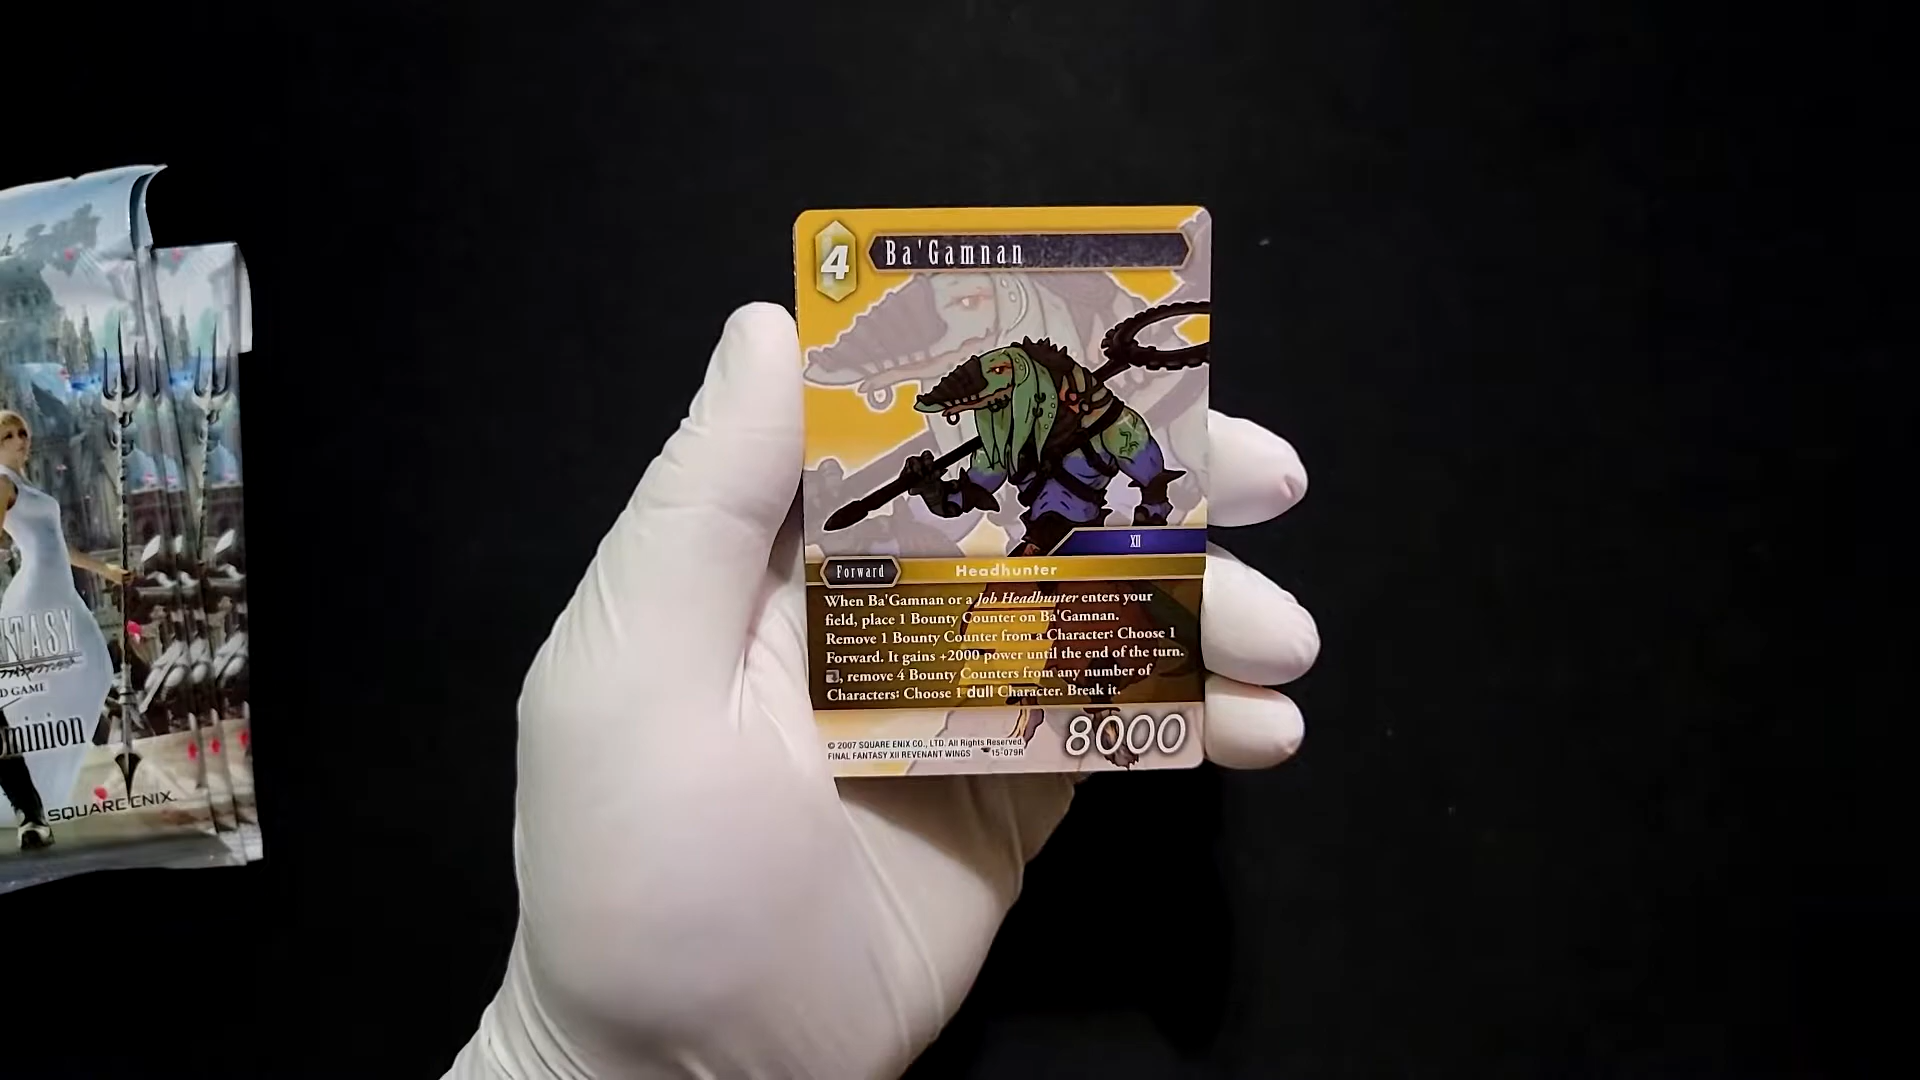 4
Ba'Gamnan
XII
Forward
Headhunter
When Ba'Gamnan or a Job Headhunter enters your
field, place 1 Bounty Counter on Ba'Gamnan.
Remove 1 Bounty Counter from a Character: Choose 1
Forward. It gains +2000 power until the end of the turn.
, remove 4 Bounty Counters from any number of
Characters: Choose 1 dull Character. Break it.
8000
© 2007 SQUARE ENIX CO., LTD. All Rights Reserved.
FINAL FANTASY XII REVENANT WINGS 15-079R
NTASY
D GAME
ominion
SQUARE ENIX